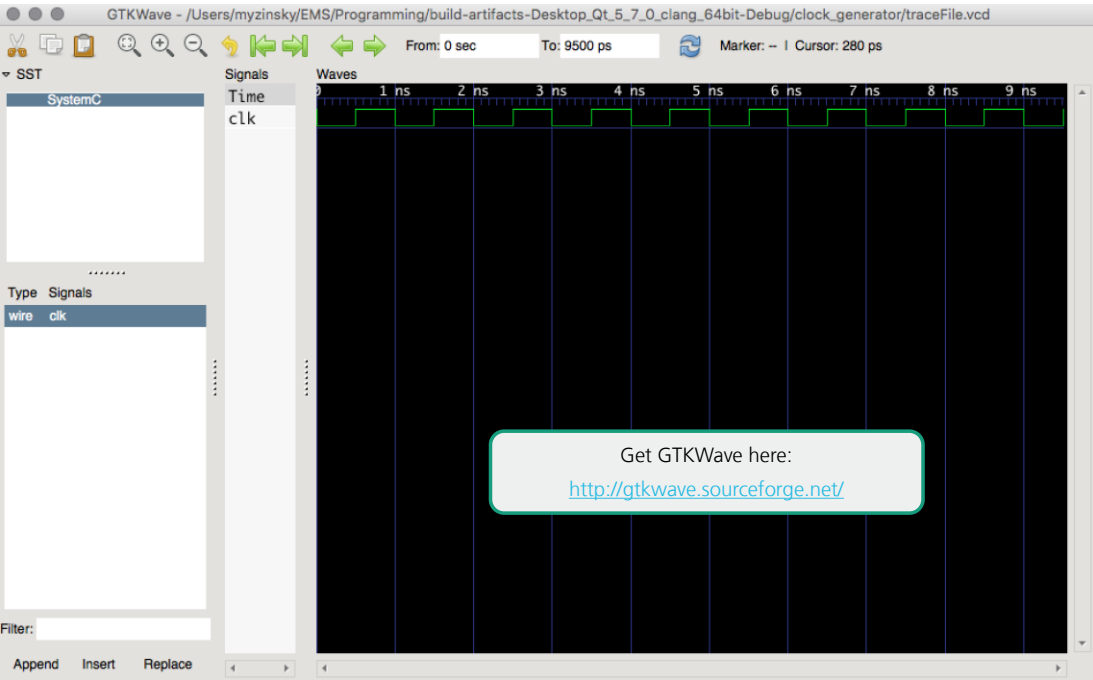 GTKWave - /Users/myzinsky/EMS/Programming/build-artifacts-Desktop_Qt_5_7_0_clang_64bit-Debug/clock_generator/traceFile.vcd
From: 0 sec To: 9500 ps Marker: -- | Cursor: 280 ps
SST
SystemC
Type Signals
wire clk
Filter:
Append Insert Replace
Signals
Time
clk
Waves
0 1 ns 2 ns 3 ns 4 ns 5 ns 6 ns 7 ns 8 ns 9 ns
Get GTKWave here:
http://gtkwave.sourceforge.net/